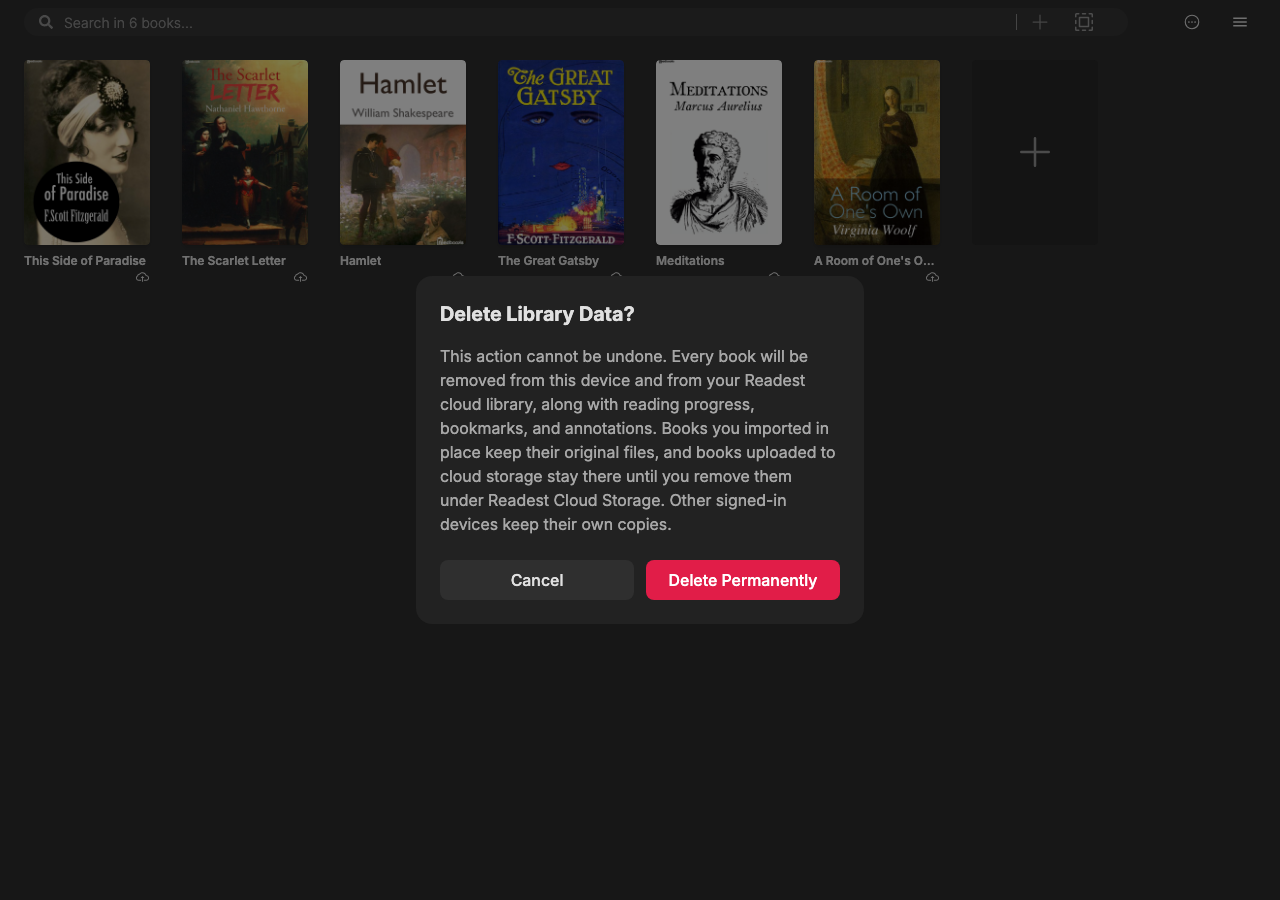 Search in 6 books...
The Scarlet
LETTER
Nathaniel Hawthorne
Hamlet
William Shakespeare
The GREAT
GATSBY
MEDITATIONS
Marcus Aurelius
This Side
of Paradise
F. Scott Fitzgerald
F·SCOTT·FITZGERALD
A Room of
One's Own
Virginia Woolf
This Side of Paradise
The Scarlet Letter
Hamlet
The Great Gatsby
Meditations
A Room of One's O...
Delete Library Data?
This action cannot be undone. Every book will be
removed from this device and from your Readest
cloud library, along with reading progress,
bookmarks, and annotations. Books you imported in
place keep their original files, and books uploaded to
cloud storage stay there until you remove them
under Readest Cloud Storage. Other signed-in
devices keep their own copies.
Cancel
Delete Permanently